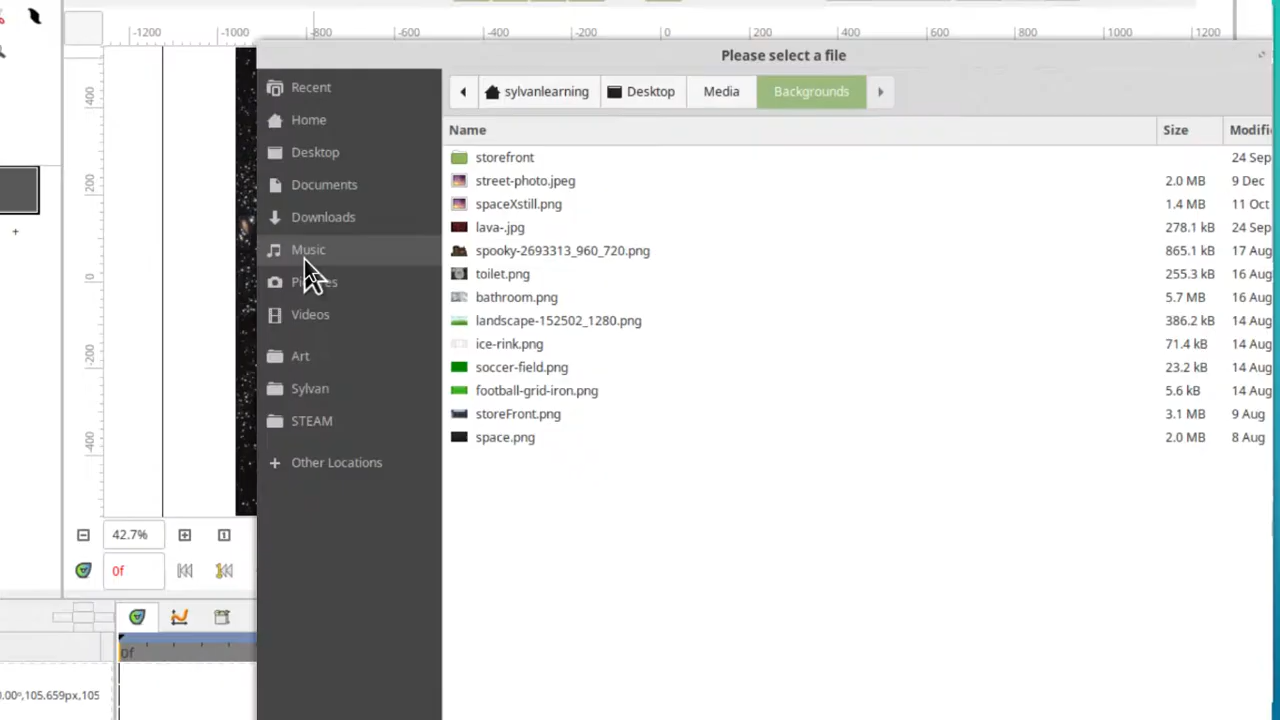 -1200 -1000 -800 -600 -400 -200 0 200 400 600 800 1000 1200
Please select a file
Recent
Home
Desktop
Documents
Downloads
Music
Videos
Art
Sylvan
STEAM
Other Locations
sylvanlearning Desktop Media Backgrounds
Name Size
storefront 24 Sep
street-photo.jpeg 2.0 MB 9 Dec
spaceXstill.png 1.4 MB 11 Oct
lava-.jpg 278.1 kB 24 Sep
spooky-2693313_960_720.png 865.1 kB 17 Aug
toilet.png 255.3 kB 16 Aug
bathroom.png 5.7 MB 16 Aug
landscape-152502_1280.png 386.2 kB 14 Aug
ice-rink.png 71.4 kB 14 Aug
soccer-field.png 23.2 kB 14 Aug
football-grid-iron.png 5.6 kB 14 Aug
storeFront.png 3.1 MB 9 Aug
space.png 2.0 MB 8 Aug
400
200
0
-200
-400
42.7%
0f
0f
0.00°,105.659px,105